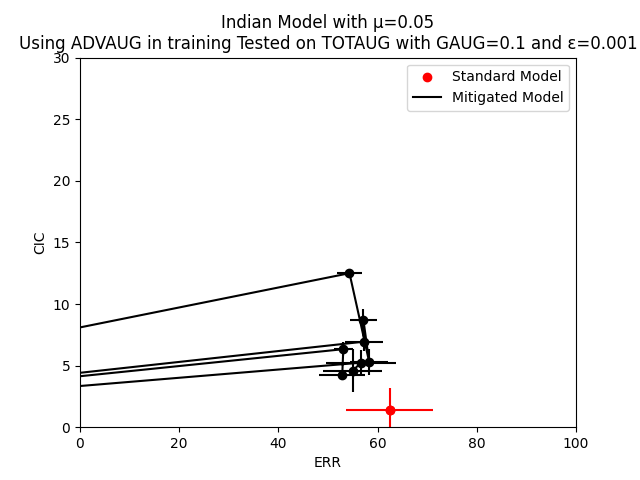 Indian Model with μ=0.05
Using ADVAUG in training Tested on TOTAUG with GAUG=0.1 and ε=0.001
Standard Model
Mitigated Model
30
25
20
15
10
5
0
CIC
0 20 40 60 80 100
ERR